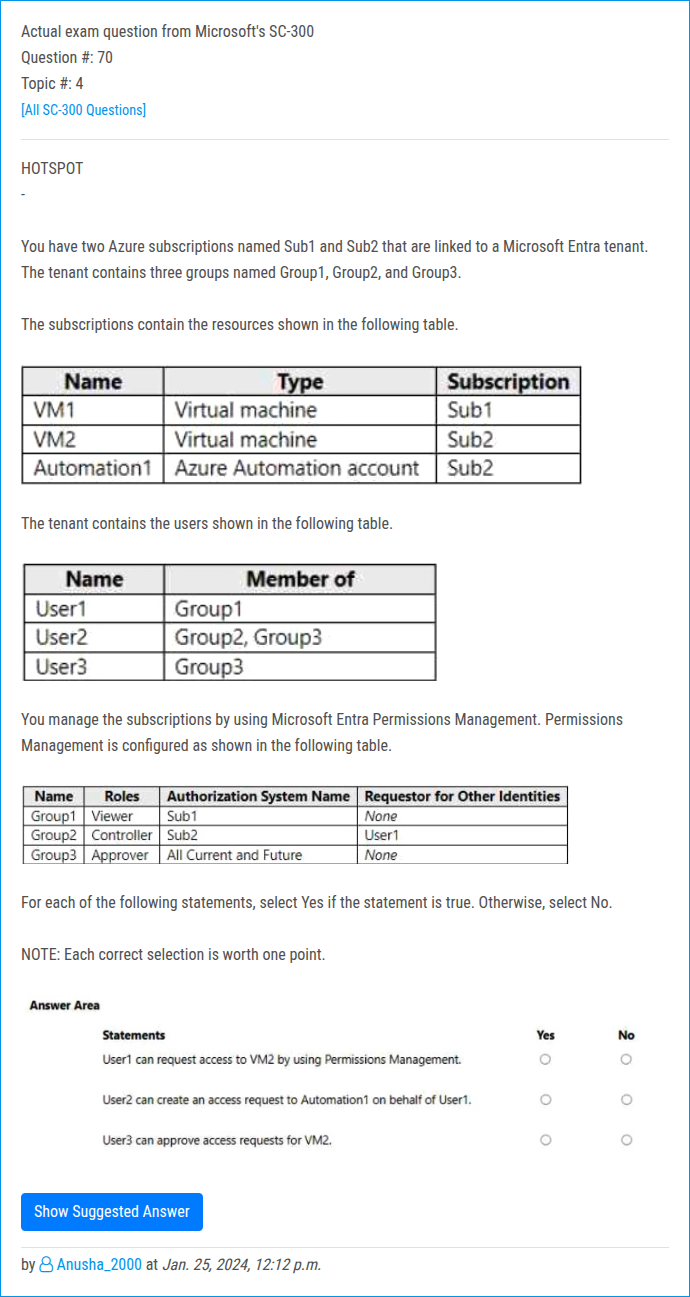 Actual exam question from Microsoft's SC-300
Question #: 70
Topic #: 4
[All SC-300 Questions]
HOTSPOT
-
You have two Azure subscriptions named Sub1 and Sub2 that are linked to a Microsoft Entra tenant.
The tenant contains three groups named Group1, Group2, and Group3.
The subscriptions contain the resources shown in the following table.
Name Type Subscription
VM1 Virtual machine Sub1
VM2 Virtual machine Sub2
Automation1 Azure Automation account Sub2
The tenant contains the users shown in the following table.
Name Member of
User1 Group1
User2 Group2, Group3
User3 Group3
You manage the subscriptions by using Microsoft Entra Permissions Management. Permissions
Management is configured as shown in the following table.
Name Roles Authorization System Name Requestor for Other Identities
Group1 Viewer Sub1 None
Group2 Controller Sub2 User1
Group3 Approver All Current and Future None
For each of the following statements, select Yes if the statement is true. Otherwise, select No.
NOTE: Each correct selection is worth one point.
Answer Area
Statements Yes No
User1 can request access to VM2 by using Permissions Management.
User2 can create an access request to Automation1 on behalf of User1.
User3 can approve access requests for VM2.
Show Suggested Answer
by Anusha_2000 at Jan. 25, 2024, 12:12 p.m.